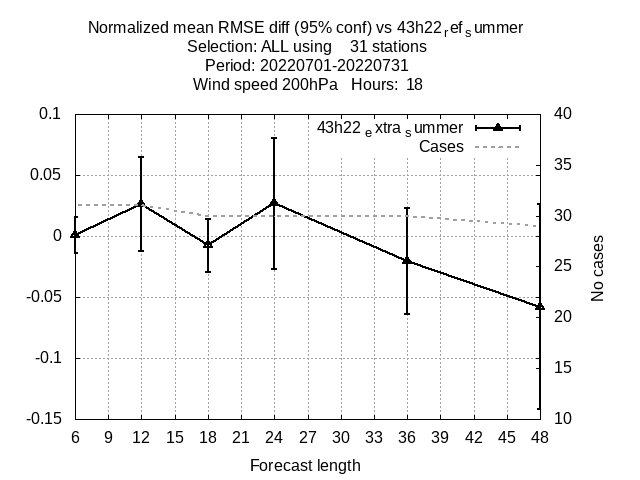 Normalized mean RMSE diff (95% conf) vs 43h22ᵣefₛummer
Selection: ALL using 31 stations
Period: 20220701-20220731
Wind speed 200hPa Hours: 18
43h22ₑxtraₛummer
Cases
0.1
0.05
0
-0.05
-0.1
-0.15
40
35
30
25
20
15
10
No cases
6 9 12 15 18 21 24 27 30 33 36 39 42 45 48
Forecast length